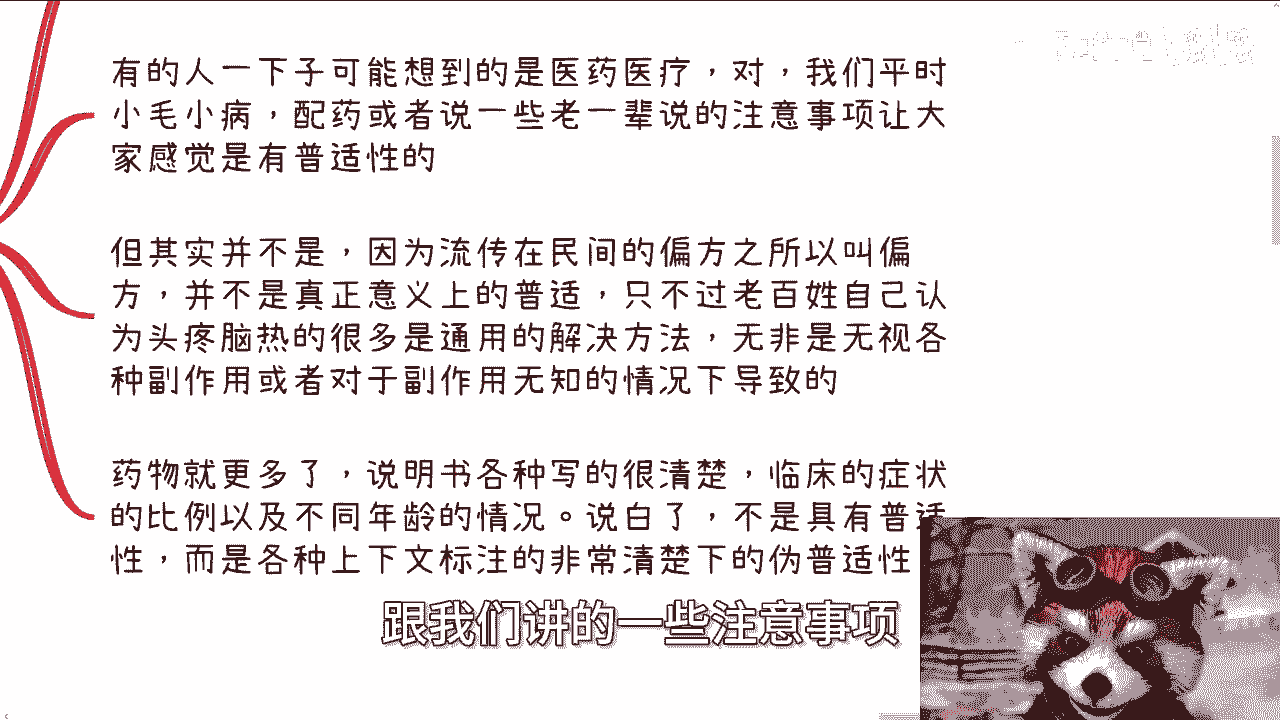 有的人一下子可能想到的是医药医疗，对，我们平时
小毛小病，配药或者说一些老一辈说的注意事项让大
家感觉是有普适性的
但其实并不是，因为流传在民间的偏方之所以叫偏
方，并不是真正意义上的普适，只不过老百姓自己认
为头疼脑热的很多是通用的解决方法，无非是无视各
种副作用或者对于副作用无知的情况下导致的
药物就更多了，说明书各种写的很清楚，临床的症状
的比例以及不同年龄的情况。说白了，不是具有普适
性，而是各种上下文标注的非常清楚下的伪普适性
跟我们讲的一些注意事项